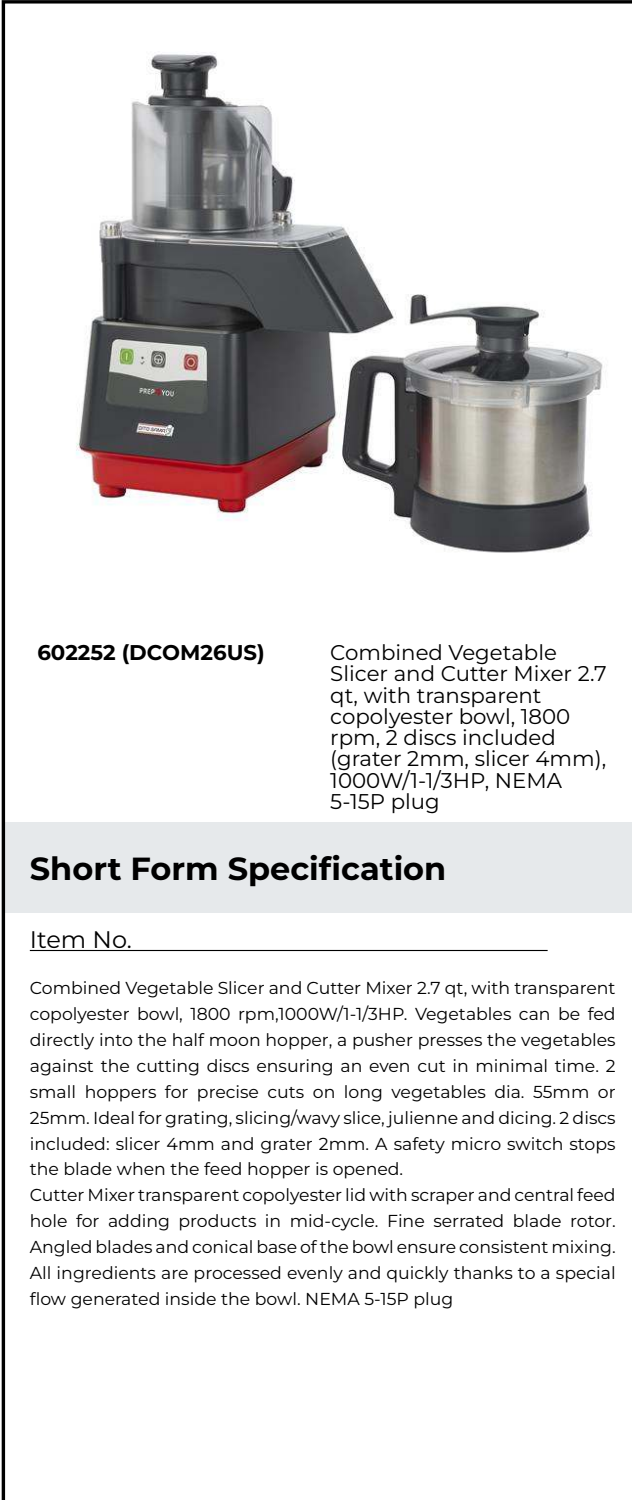 PREP4YOU
DITO SAMA
602252 (DCOM26US)
Combined Vegetable
Slicer and Cutter Mixer 2.7
qt, with transparent
copolyester bowl, 1800
rpm, 2 discs included
(grater 2mm, slicer 4mm),
1000W/1-1/3HP, NEMA
5-15P plug
Short Form Specification
Item No.
Combined Vegetable Slicer and Cutter Mixer 2.7 qt, with transparent
copolyester bowl, 1800 rpm,1000W/1-1/3HP. Vegetables can be fed
directly into the half moon hopper, a pusher presses the vegetables
against the cutting discs ensuring an even cut in minimal time. 2
small hoppers for precise cuts on long vegetables dia. 55mm or
25mm. Ideal for grating, slicing/wavy slice, julienne and dicing. 2 discs
included: slicer 4mm and grater 2mm. A safety micro switch stops
the blade when the feed hopper is opened.
Cutter Mixer transparent copolyester lid with scraper and central feed
hole for adding products in mid-cycle. Fine serrated blade rotor.
Angled blades and conical base of the bowl ensure consistent mixing.
All ingredients are processed evenly and quickly thanks to a special
flow generated inside the bowl. NEMA 5-15P plug